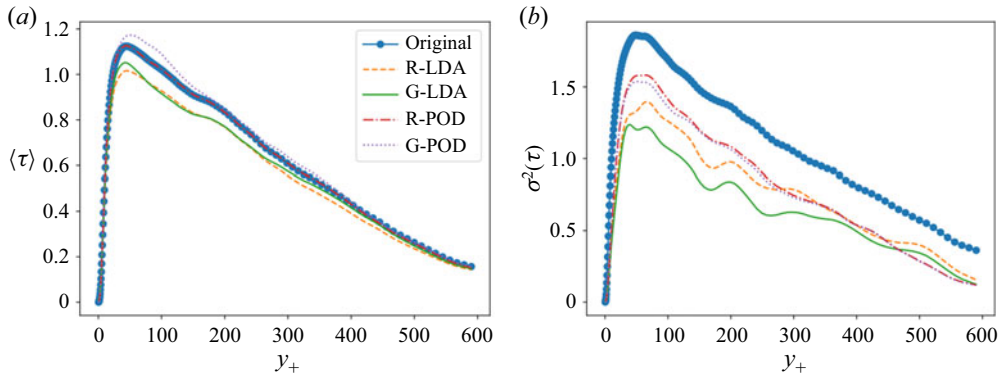 (a)
1.2
1.0
0.8
⟨τ⟩ 0.6
0.4
0.2
0
0 100 200 300 400 500 600
y+
Original
R-LDA
G-LDA
R-POD
G-POD
(b)
1.5
1.0
σ²(τ)
0.5
0
0 100 200 300 400 500 600
y+